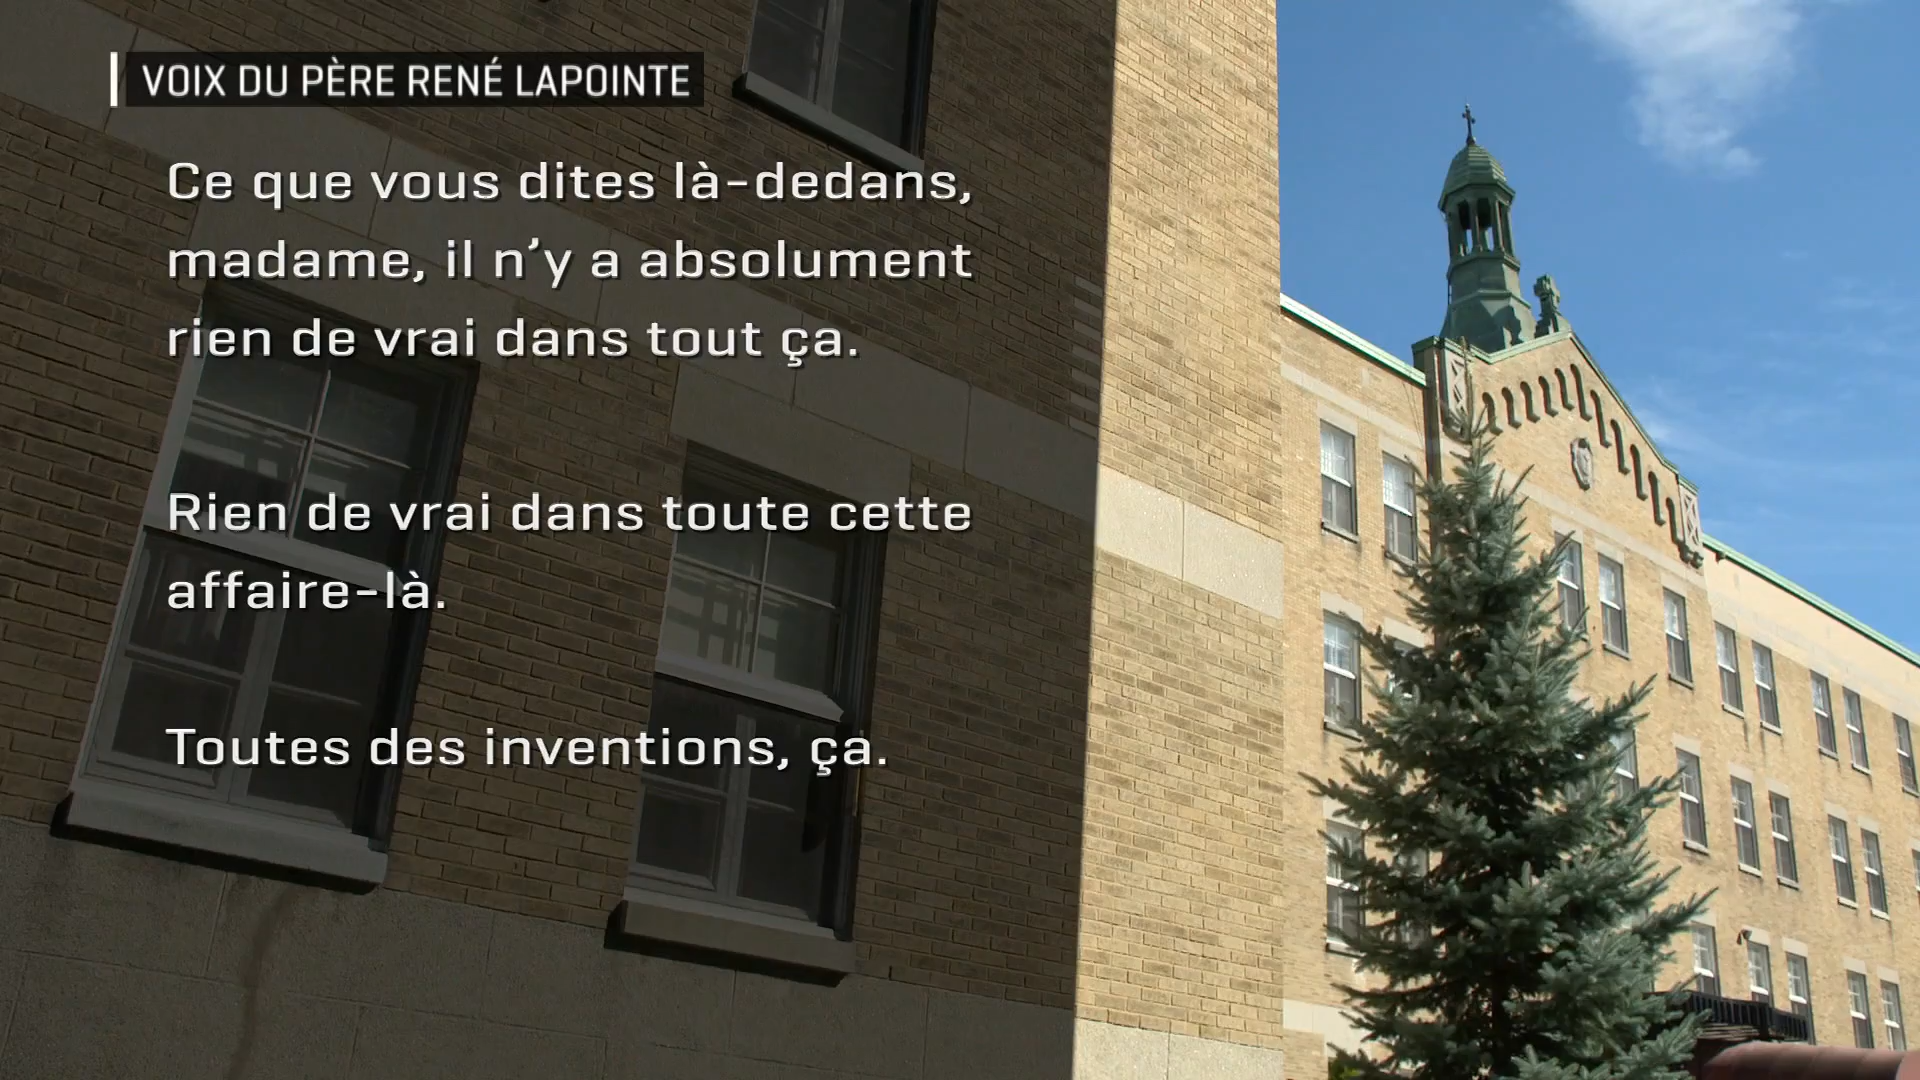 VOIX DU PÈRE RENÉ LAPOINTE
Ce que vous dites là-dedans,
madame, il n’y a absolument
rien de vrai dans tout ça.
Rien de vrai dans toute cette
affaire-là.
Toutes des inventions, ça.